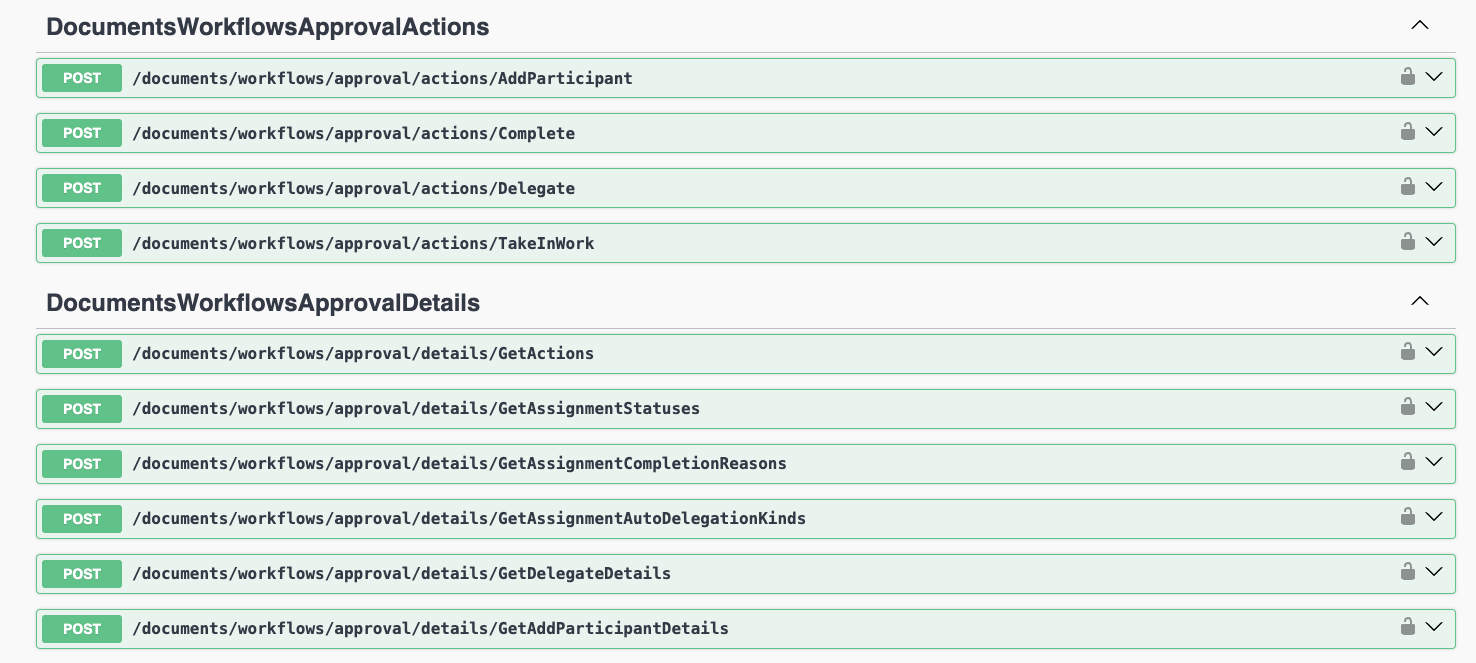 DocumentsWorkflowsApprovalActions
POST /documents/workflows/approval/actions/AddParticipant
POST /documents/workflows/approval/actions/Complete
POST /documents/workflows/approval/actions/Delegate
POST /documents/workflows/approval/actions/TakeInWork
DocumentsWorkflowsApprovalDetails
POST /documents/workflows/approval/details/GetActions
POST /documents/workflows/approval/details/GetAssignmentStatuses
POST /documents/workflows/approval/details/GetAssignmentCompletionReasons
POST /documents/workflows/approval/details/GetAssignmentAutoDelegationKinds
POST /documents/workflows/approval/details/GetDelegateDetails
POST /documents/workflows/approval/details/GetAddParticipantDetails